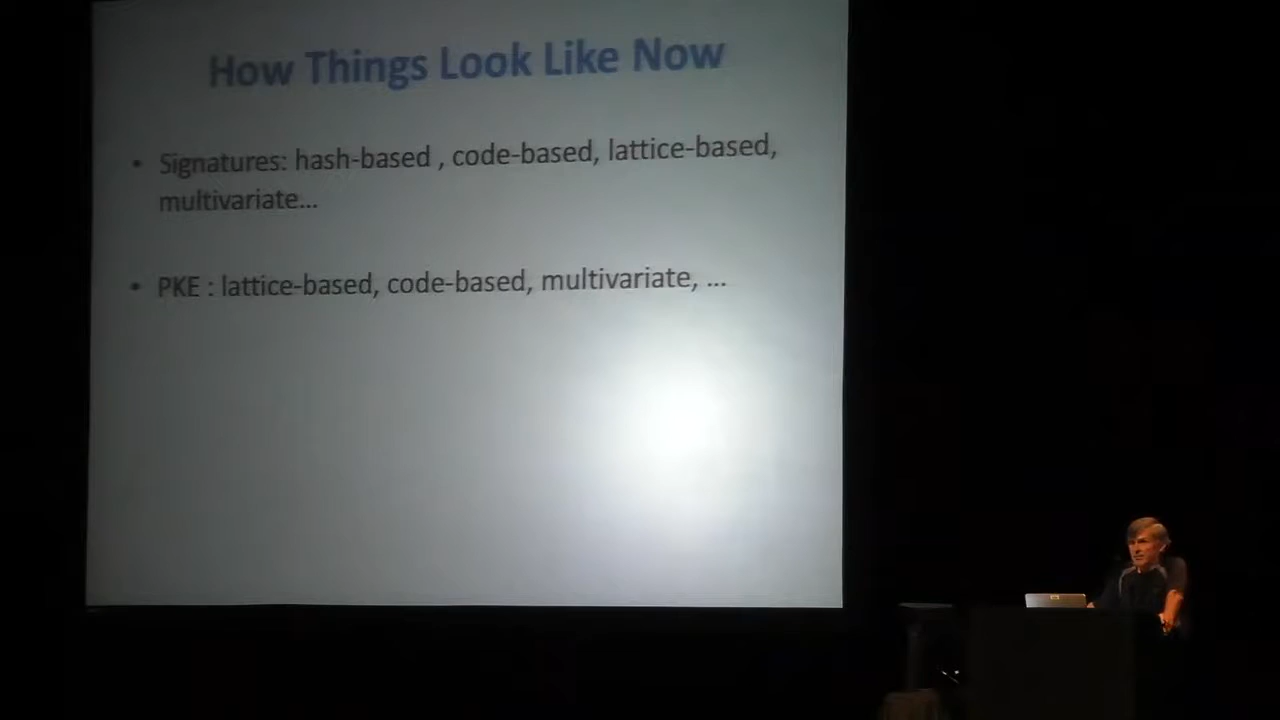 How Things Look Like Now
• Signatures: hash-based , code-based, lattice-based,
multivariate...
• PKE : lattice-based, code-based, multivariate, ...